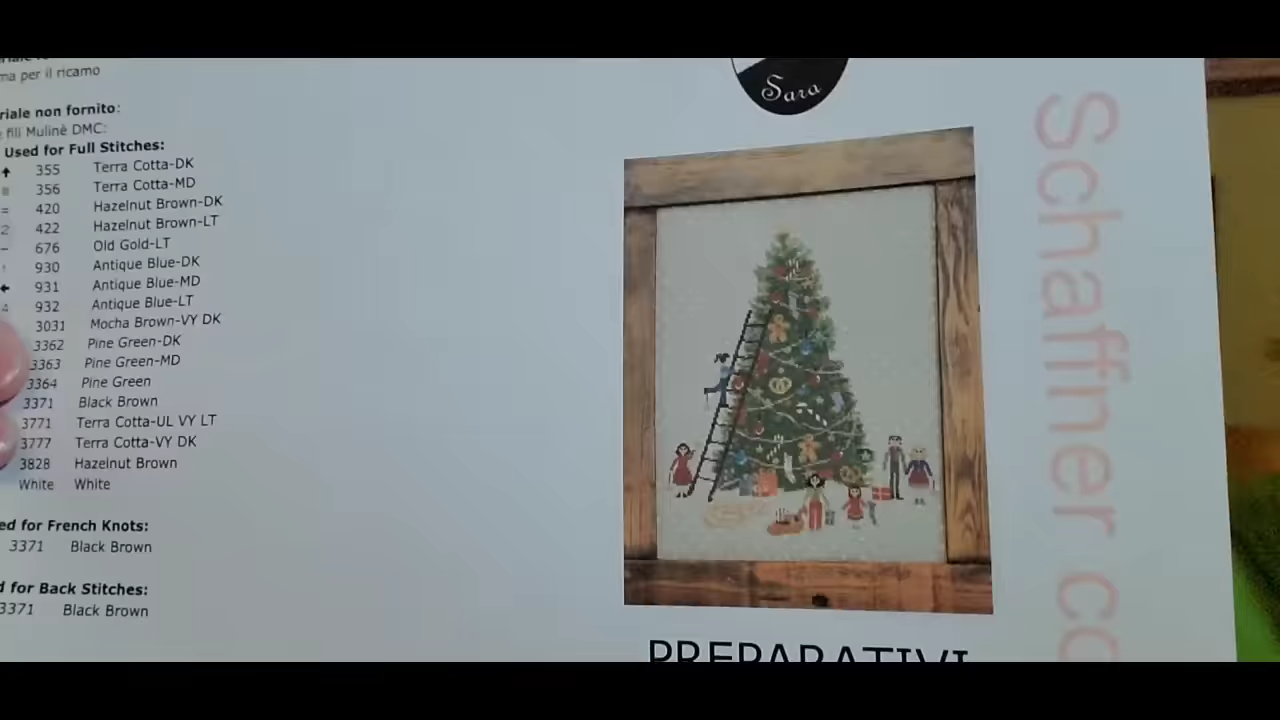 ma per il ricamo
riale non fornito:
fili Mulinè DMC:
Used for Full Stitches:
355 Terra Cotta-DK
356 Terra Cotta-MD
= 420 Hazelnut Brown-DK
2 422 Hazelnut Brown-LT
– 676 Old Gold-LT
↑ 930 Antique Blue-DK
← 931 Antique Blue-MD
4 932 Antique Blue-LT
3031 Mocha Brown-VY DK
3362 Pine Green-DK
3363 Pine Green-MD
3364 Pine Green
3371 Black Brown
3771 Terra Cotta-UL VY LT
3777 Terra Cotta-VY DK
3828 Hazelnut Brown
White White
ed for French Knots:
3371 Black Brown
d for Back Stitches:
3371 Black Brown
Sara
PREPARATIVI
Schaffner co